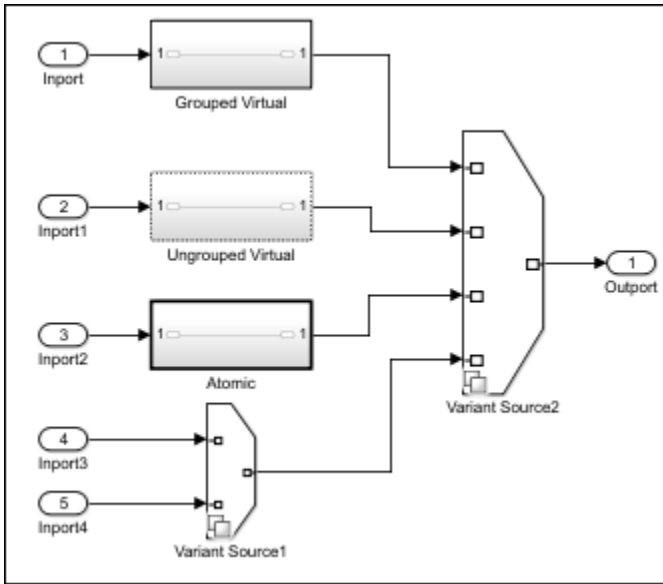 1
Inport
1 1
Grouped Virtual
2
Inport1
1 1
Ungrouped Virtual
3
Inport2
1 1
Atomic
4
Inport3
5
Inport4
Variant Source1
Variant Source2
1
Outport